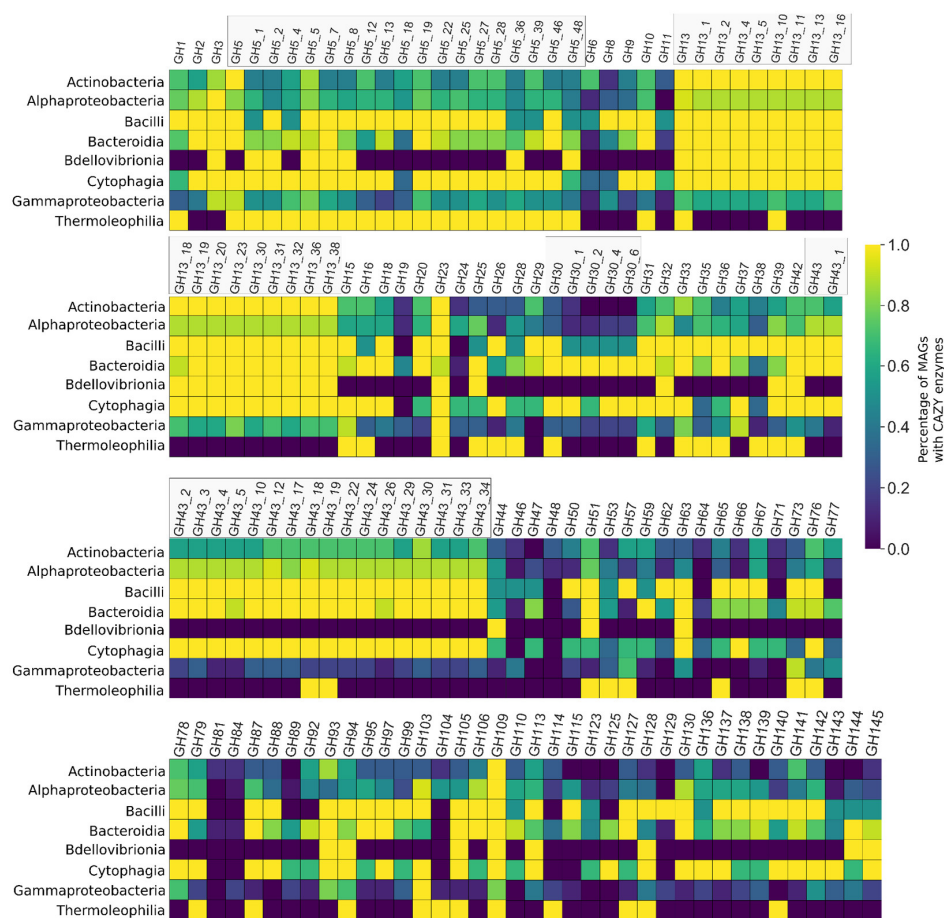 GH1 GH2 GH3 GH5 GH5_1 GH5_2 GH5_4 GH5_5 GH5_7 GH5_8 GH5_12 GH5_13 GH5_18 GH5_19 GH5_22 GH5_25 GH5_27 GH5_28 GH5_36 GH5_39 GH5_46 GH5_48 GH6 GH8 GH9 GH10 GH11 GH13 GH13_1 GH13_2 GH13_4 GH13_5 GH13_10 GH13_11 GH13_13 GH13_16
Actinobacteria
Alphaproteobacteria
Bacilli
Bacteroidia
Bdellovibrionia
Cytophagia
Gammaproteobacteria
Thermoleophilia
GH13_18 GH13_19 GH13_20 GH13_23 GH13_30 GH13_31 GH13_32 GH13_36 GH13_38 GH15 GH16 GH18 GH19 GH20 GH23 GH24 GH25 GH26 GH28 GH29 GH30 GH30_1 GH30_2 GH30_4 GH30_6 GH31 GH32 GH33 GH35 GH36 GH37 GH38 GH39 GH42 GH43 GH43_1
Actinobacteria
Alphaproteobacteria
Bacilli
Bacteroidia
Bdellovibrionia
Cytophagia
Gammaproteobacteria
Thermoleophilia
1.0
0.8
0.6
0.4
0.2
0.0
Percentage of MAGs
with CAZY enzymes
GH43_2 GH43_3 GH43_4 GH43_5 GH43_10 GH43_12 GH43_17 GH43_18 GH43_19 GH43_22 GH43_24 GH43_26 GH43_29 GH43_30 GH43_31 GH43_33 GH43_34 GH44 GH46 GH47 GH48 GH50 GH51 GH53 GH57 GH59 GH62 GH63 GH64 GH65 GH66 GH67 GH71 GH73 GH76 GH77
Actinobacteria
Alphaproteobacteria
Bacilli
Bacteroidia
Bdellovibrionia
Cytophagia
Gammaproteobacteria
Thermoleophilia
GH78 GH79 GH81 GH84 GH87 GH88 GH89 GH92 GH93 GH94 GH95 GH97 GH99 GH103 GH104 GH105 GH106 GH109 GH110 GH113 GH114 GH115 GH123 GH125 GH127 GH128 GH129 GH130 GH136 GH137 GH138 GH139 GH140 GH141 GH142 GH143 GH144 GH145
Actinobacteria
Alphaproteobacteria
Bacilli
Bacteroidia
Bdellovibrionia
Cytophagia
Gammaproteobacteria
Thermoleophilia